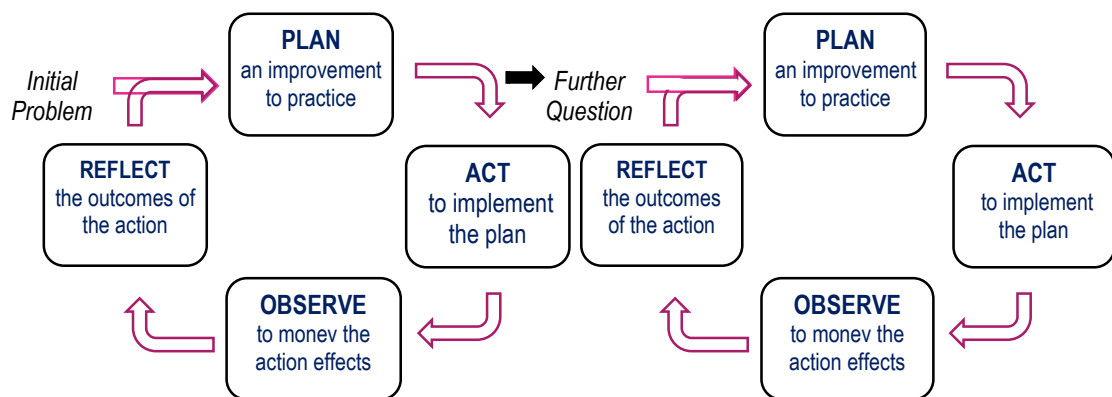 Initial
Problem
PLAN
an improvement
to practice
REFLECT
the outcomes of
the action
ACT
to implement
the plan
OBSERVE
to monev the
action effects
Further
Question
PLAN
an improvement
to practice
REFLECT
the outcomes
of the action
ACT
to implement
the plan
OBSERVE
to monev the
action effects